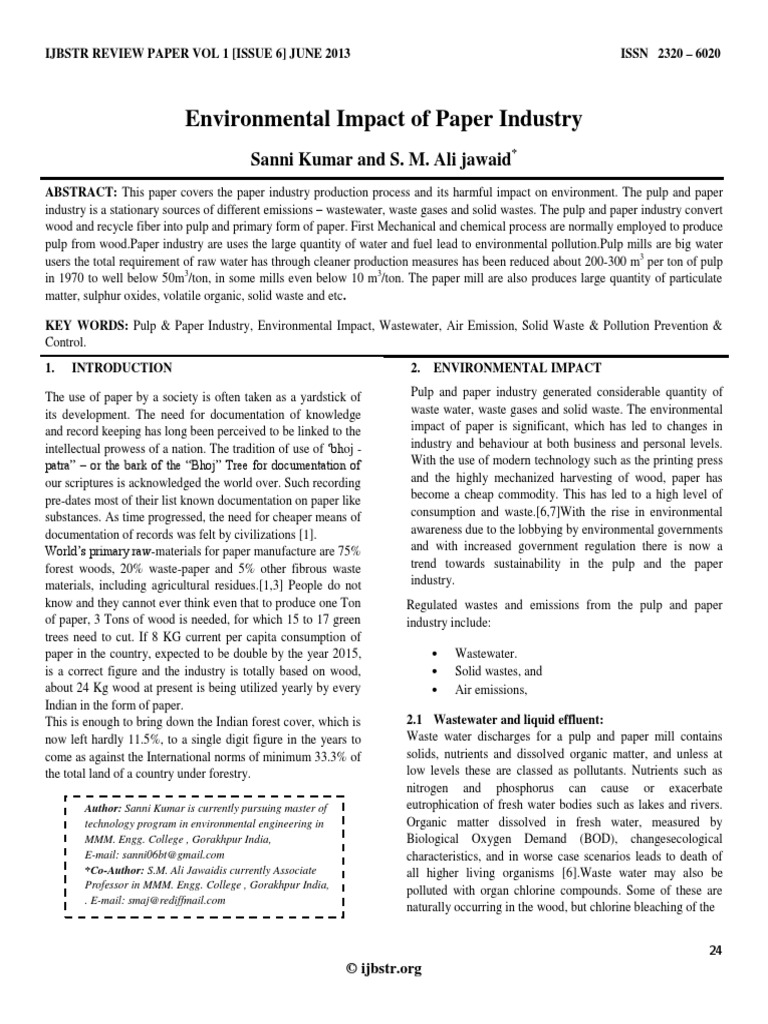 IJBSTR REVIEW PAPER VOL 1 [ISSUE 6] JUNE 2013 ISSN 2320 – 6020
Environmental Impact of Paper Industry
Sanni Kumar and S. M. Ali jawaid*
ABSTRACT: This paper covers the paper industry production process and its harmful impact on environment. The pulp and paper
industry is a stationary sources of different emissions – wastewater, waste gases and solid wastes. The pulp and paper industry convert
wood and recycle fiber into pulp and primary form of paper. First Mechanical and chemical process are normally employed to produce
pulp from wood.Paper industry are uses the large quantity of water and fuel lead to environmental pollution.Pulp mills are big water
users the total requirement of raw water has through cleaner production measures has been reduced about 200-300 m³ per ton of pulp
in 1970 to well below 50m³/ton, in some mills even below 10 m³/ton. The paper mill are also produces large quantity of particulate
matter, sulphur oxides, volatile organic, solid waste and etc.
KEY WORDS: Pulp & Paper Industry, Environmental Impact, Wastewater, Air Emission, Solid Waste & Pollution Prevention &
Control.
1. INTRODUCTION
The use of paper by a society is often taken as a yardstick of
its development. The need for documentation of knowledge
and record keeping has long been perceived to be linked to the
intellectual prowess of a nation. The tradition of use of ‘bhoj -
patra” – or the bark of the “Bhoj” Tree for documentation of
our scriptures is acknowledged the world over. Such recording
pre-dates most of their list known documentation on paper like
substances. As time progressed, the need for cheaper means of
documentation of records was felt by civilizations [1].
World’s primary raw-materials for paper manufacture are 75%
forest woods, 20% waste-paper and 5% other fibrous waste
materials, including agricultural residues.[1,3] People do not
know and they cannot ever think even that to produce one Ton
of paper, 3 Tons of wood is needed, for which 15 to 17 green
trees need to cut. If 8 KG current per capita consumption of
paper in the country, expected to be double by the year 2015,
is a correct figure and the industry is totally based on wood,
about 24 Kg wood at present is being utilized yearly by every
Indian in the form of paper.
This is enough to bring down the Indian forest cover, which is
now left hardly 11.5%, to a single digit figure in the years to
come as against the International norms of minimum 33.3% of
the total land of a country under forestry.
Author: Sanni Kumar is currently pursuing master of
technology program in environmental engineering in
MMM. Engg. College , Gorakhpur India,
E-mail: sanni06bt@gmail.com
*Co-Author: S.M. Ali Jawaidis currently Associate
Professor in MMM. Engg. College , Gorakhpur India,
. E-mail: smaj@rediffmail.com
2. ENVIRONMENTAL IMPACT
Pulp and paper industry generated considerable quantity of
waste water, waste gases and solid waste. The environmental
impact of paper is significant, which has led to changes in
industry and behaviour at both business and personal levels.
With the use of modern technology such as the printing press
and the highly mechanized harvesting of wood, paper has
become a cheap commodity. This has led to a high level of
consumption and waste.[6,7]With the rise in environmental
awareness due to the lobbying by environmental governments
and with increased government regulation there is now a
trend towards sustainability in the pulp and the paper
industry.
Regulated wastes and emissions from the pulp and paper
industry include:
• Wastewater.
• Solid wastes, and
• Air emissions,
2.1 Wastewater and liquid effluent:
Waste water discharges for a pulp and paper mill contains
solids, nutrients and dissolved organic matter, and unless at
low levels these are classed as pollutants. Nutrients such as
nitrogen and phosphorus can cause or exacerbate
eutrophication of fresh water bodies such as lakes and rivers.
Organic matter dissolved in fresh water, measured by
Biological Oxygen Demand (BOD), changesecological
characteristics, and in worse case scenarios leads to death of
all higher living organisms [6].Waste water may also be
polluted with organ chlorine compounds. Some of these are
naturally occurring in the wood, but chlorine bleaching of the
24
© ijbstr.org